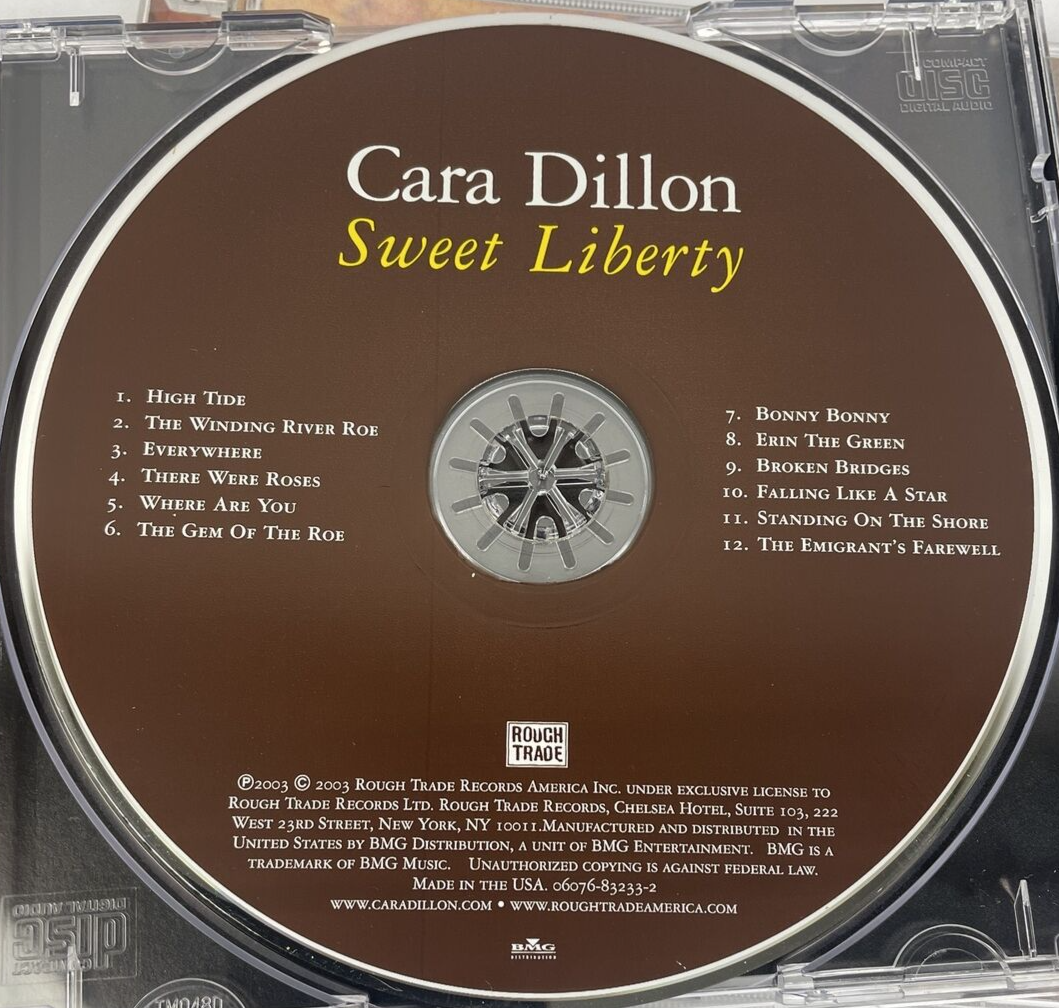 COMPACT
disc
DIGITAL AUDIO
Cara Dillon
Sweet Liberty
1. High Tide
2. The Winding River Roe
3. Everywhere
4. There Were Roses
5. Where Are You
6. The Gem Of The Roe
7. Bonny Bonny
8. Erin The Green
9. Broken Bridges
10. Falling Like A Star
11. Standing On The Shore
12. The Emigrant's Farewell
ROUGH
TRADE
℗2003 © 2003 Rough Trade Records America Inc. under exclusive license to
Rough Trade Records Ltd. Rough Trade Records, Chelsea Hotel, Suite 103, 222
West 23rd Street, New York, NY 10011.Manufactured and distributed in the
United States by BMG Distribution, a unit of BMG Entertainment. BMG is a
trademark of BMG Music. Unauthorized copying is against federal law.
Made in the USA. 06076-83233-2
www.caradillon.com • www.roughtradeamerica.com
BMG
DISTRIBUTION
COMPACT
disc
DIGITAL AUDIO